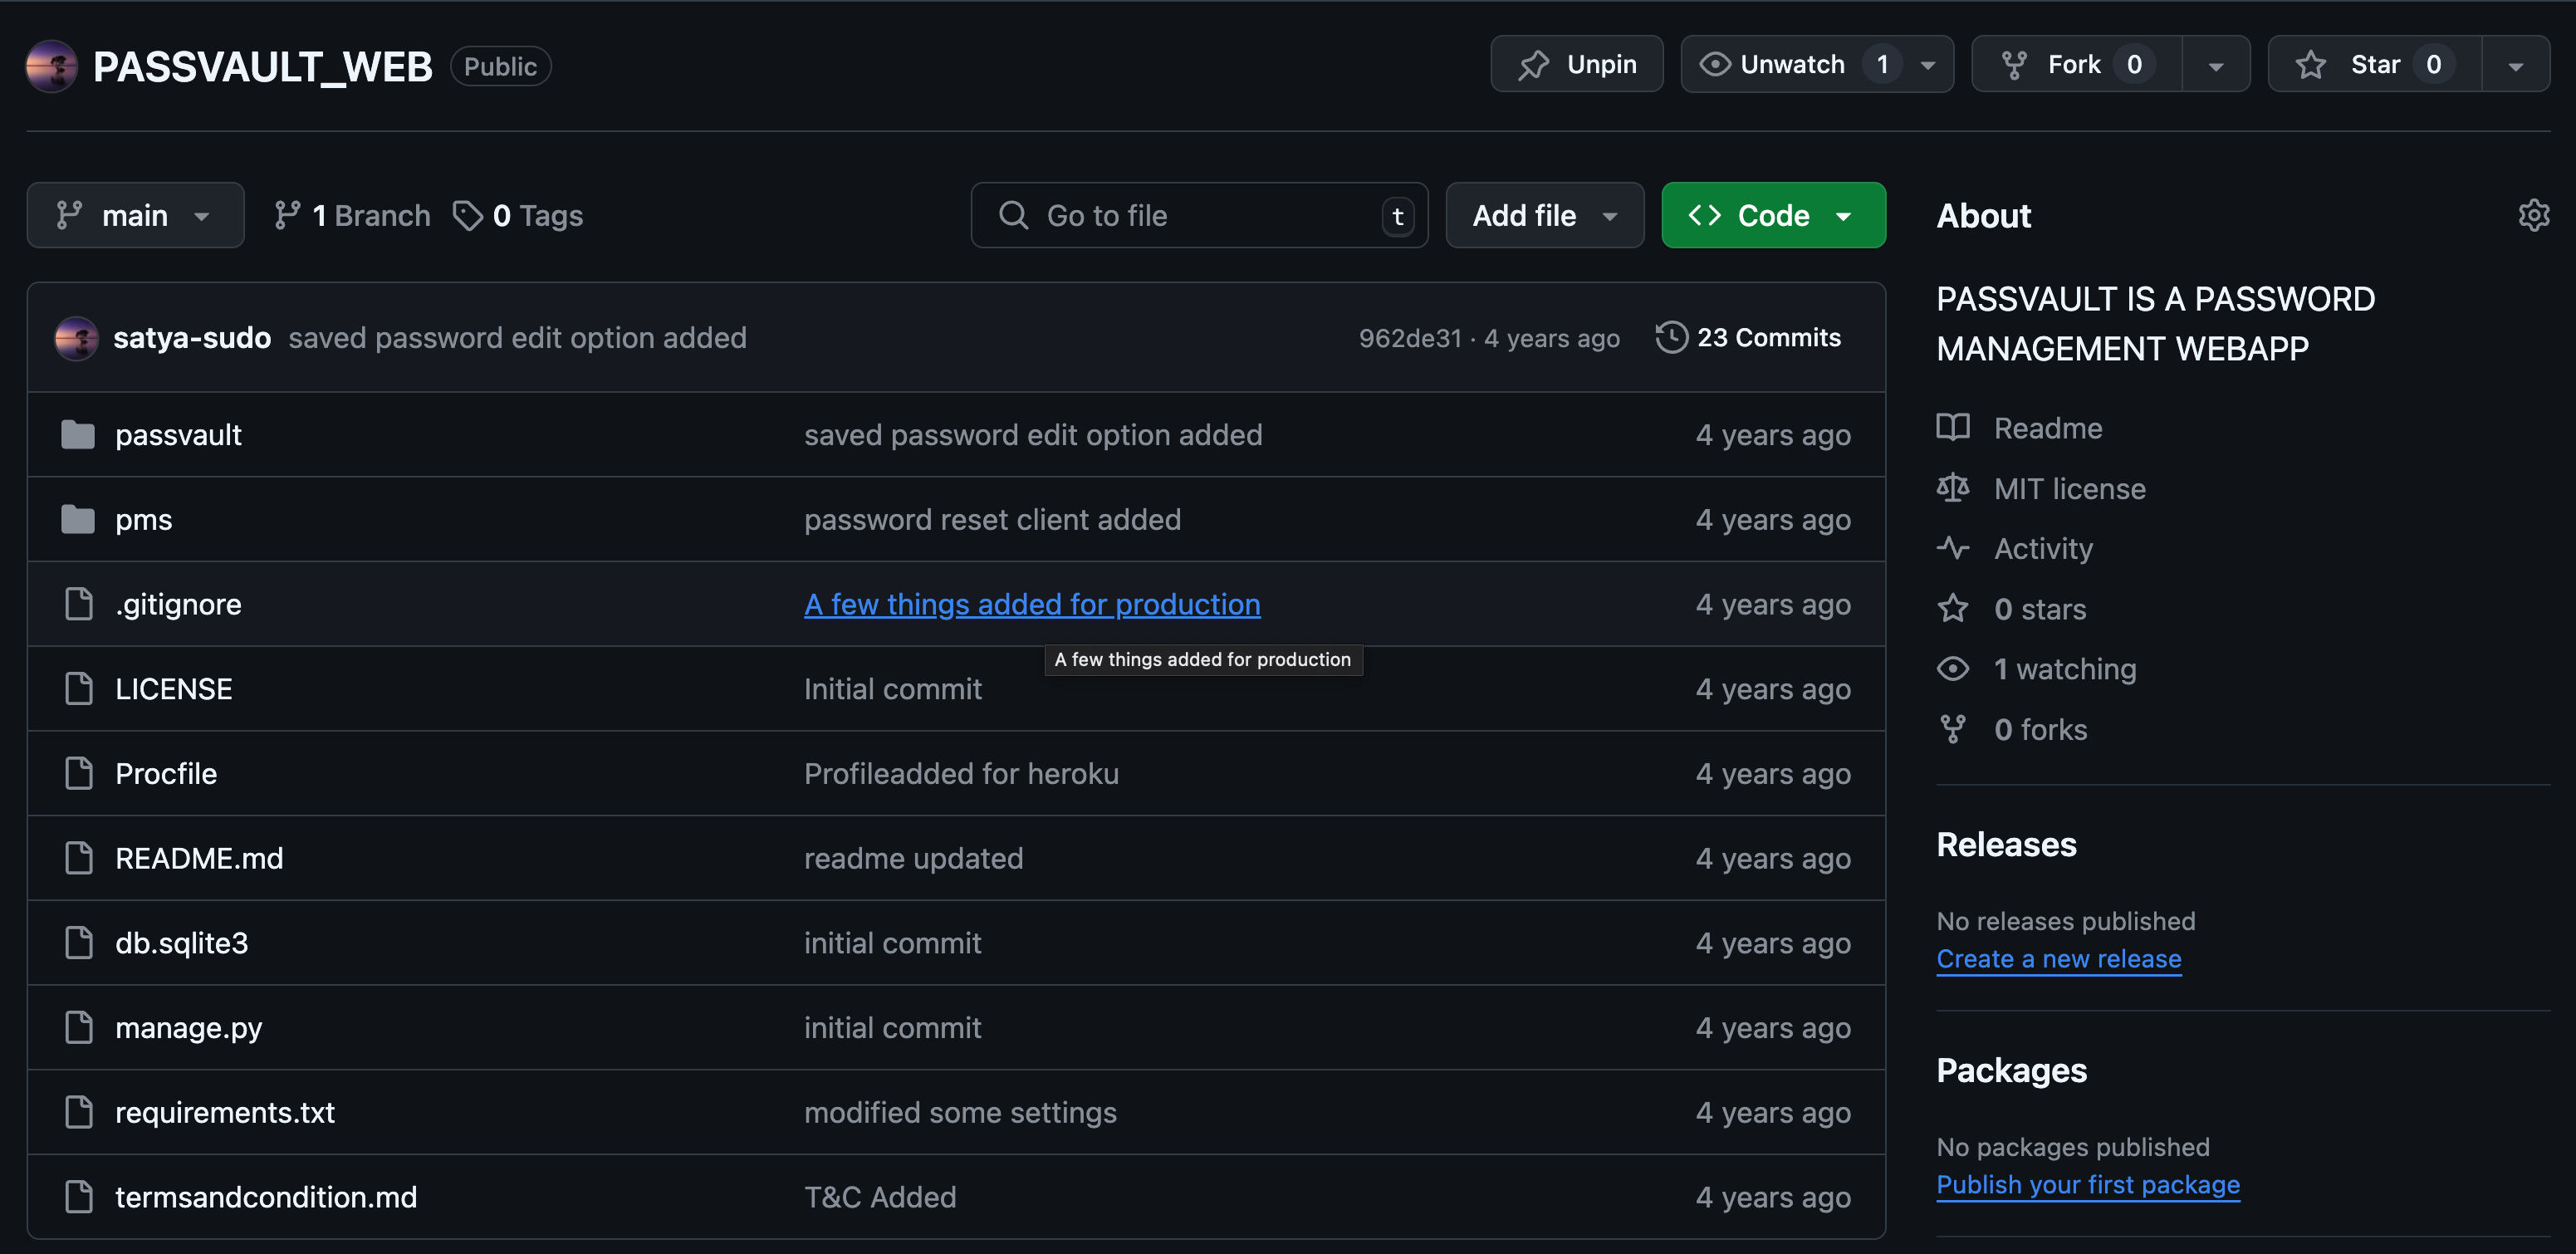 PASSVAULT_WEB Public Unpin Unwatch 1 Fork 0 Star 0
main 1 Branch 0 Tags Go to file t Add file Code
satya-sudo saved password edit option added 962de31 · 4 years ago 23 Commits
passvault saved password edit option added 4 years ago
pms password reset client added 4 years ago
.gitignore A few things added for production 4 years ago
A few things added for production
LICENSE Initial commit 4 years ago
Procfile Profileadded for heroku 4 years ago
README.md readme updated 4 years ago
db.sqlite3 initial commit 4 years ago
manage.py initial commit 4 years ago
requirements.txt modified some settings 4 years ago
termsandcondition.md T&C Added 4 years ago
About
PASSVAULT IS A PASSWORD
MANAGEMENT WEBAPP
Readme
MIT license
Activity
0 stars
1 watching
0 forks
Releases
No releases published
Create a new release
Packages
No packages published
Publish your first package